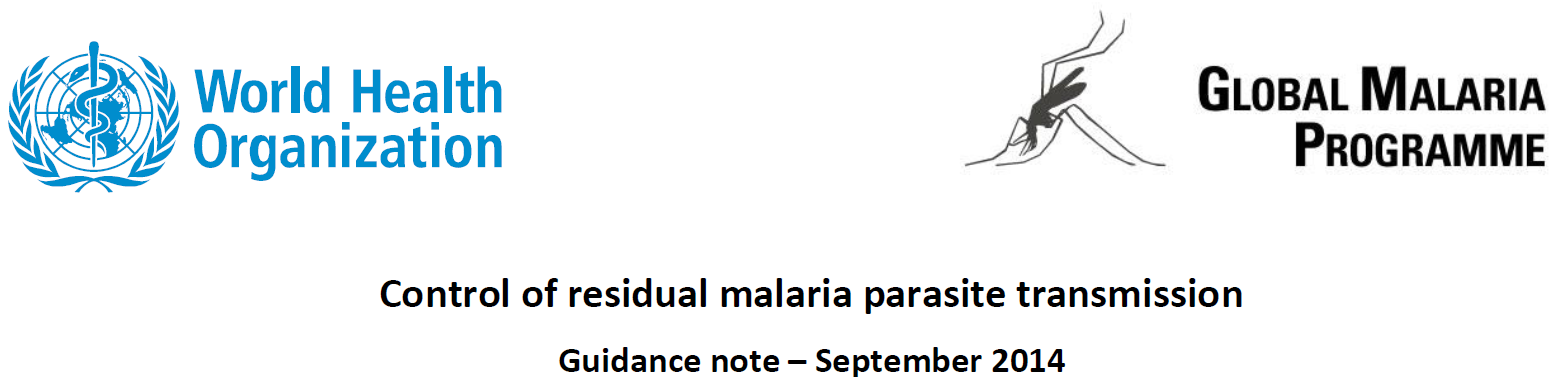 World Health
Organization
GLOBAL MALARIA
PROGRAMME
Control of residual malaria parasite transmission
Guidance note – September 2014